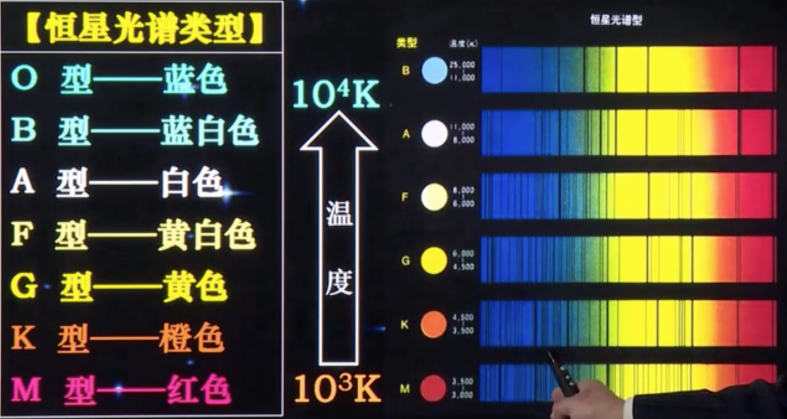 【恒星光谱类型】
O 型——蓝色
B 型——蓝白色
A 型——白色
F 型——黄白色
G 型——黄色
K 型——橙色
M 型——红色
10⁴K
温
度
10³K
恒星光谱型
类型 温度(K)
B 25,000
11,000
A 11,000
8,000
F 8,000
6,000
G 6,000
4,500
K 4,500
3,500
M 3,500
3,000